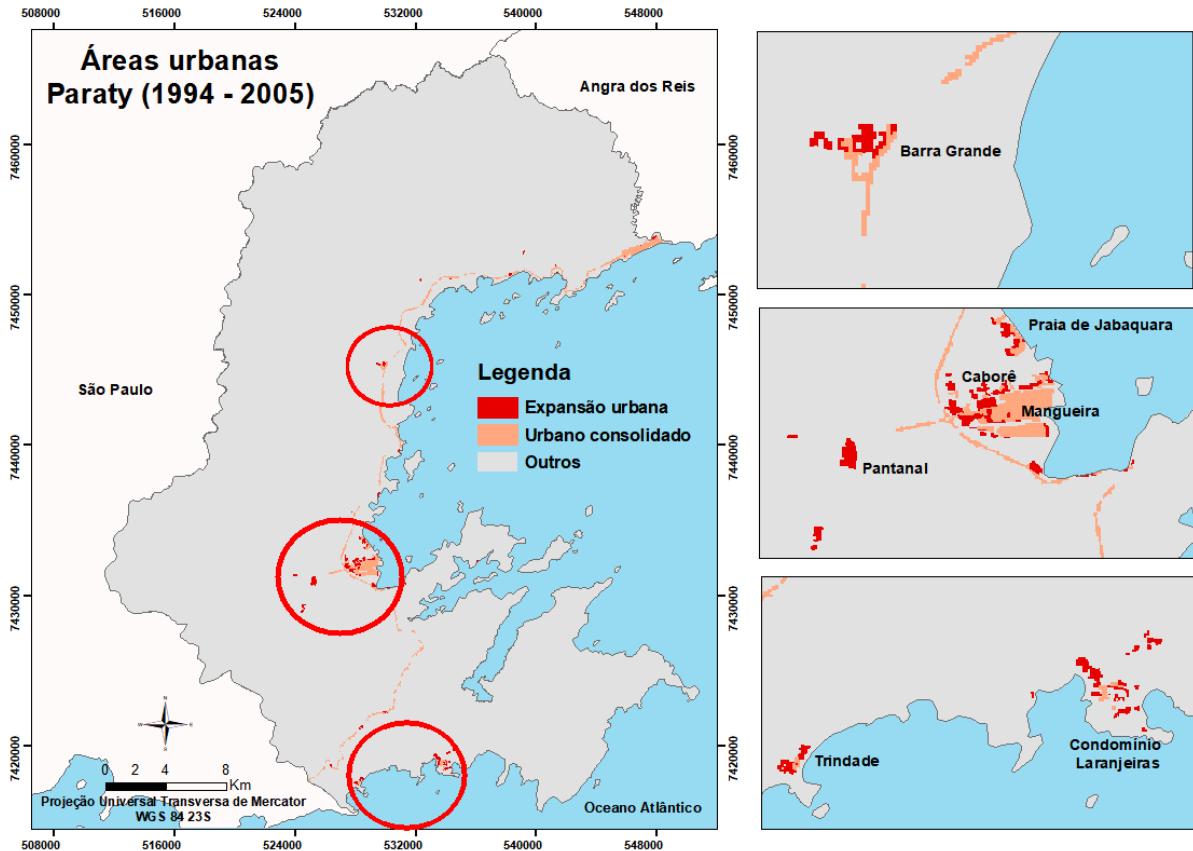 508000 516000 524000 532000 540000 548000
Áreas urbanas
Paraty (1994 - 2005)
Angra dos Reis
São Paulo
7460000
7450000
7440000
7430000
7420000
Legenda
Expansão urbana
Urbano consolidado
Outros
N
W E
S
0 2 4 8
Km
Projeção Universal Transversa de Mercator
WGS 84 23S
Oceano Atlântico
7460000
7450000
7440000
7430000
7420000
508000 516000 524000 532000 540000 548000
Barra Grande
Praia de Jabaquara
Caborê
Mangueira
Pantanal
Trindade
Condomínio
Laranjeiras